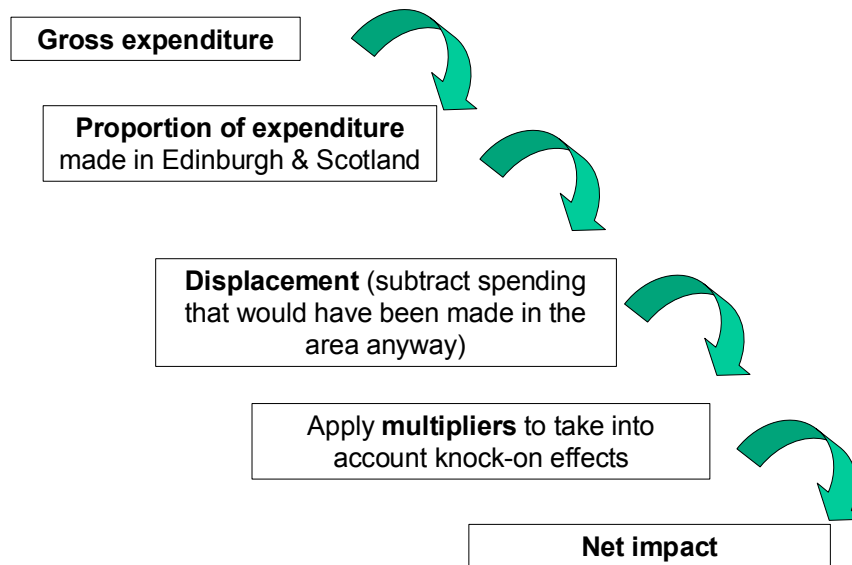 Gross expenditure
Proportion of expenditure
made in Edinburgh & Scotland
Displacement (subtract spending
that would have been made in the
area anyway)
Apply multipliers to take into
account knock-on effects
Net impact